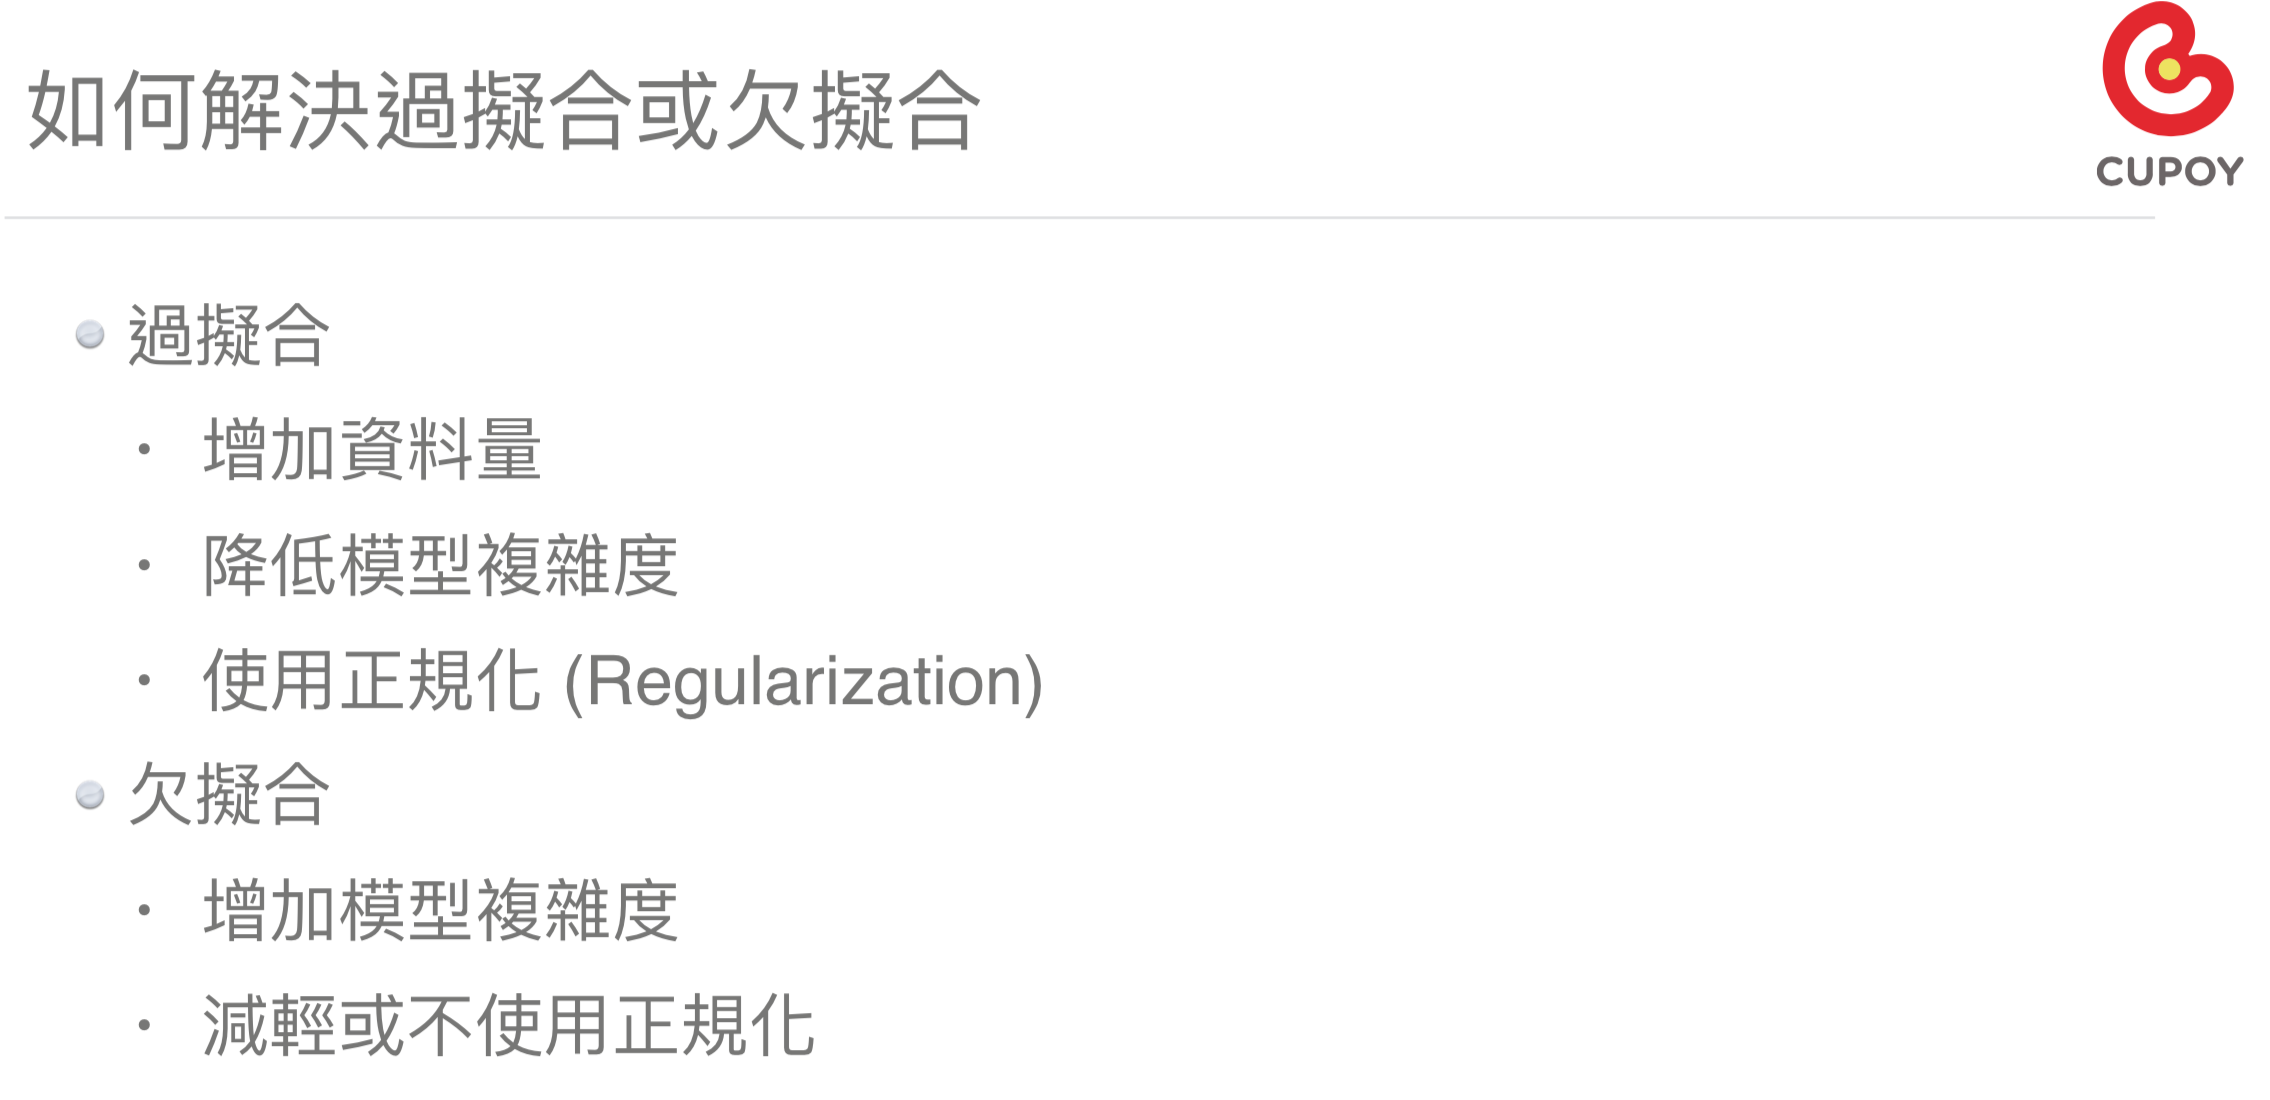 如何解決過擬合或欠擬合
CUPOY
過擬合
• 增加資料量
• 降低模型複雜度
• 使用正規化 (Regularization)
欠擬合
• 增加模型複雜度
• 減輕或不使用正規化